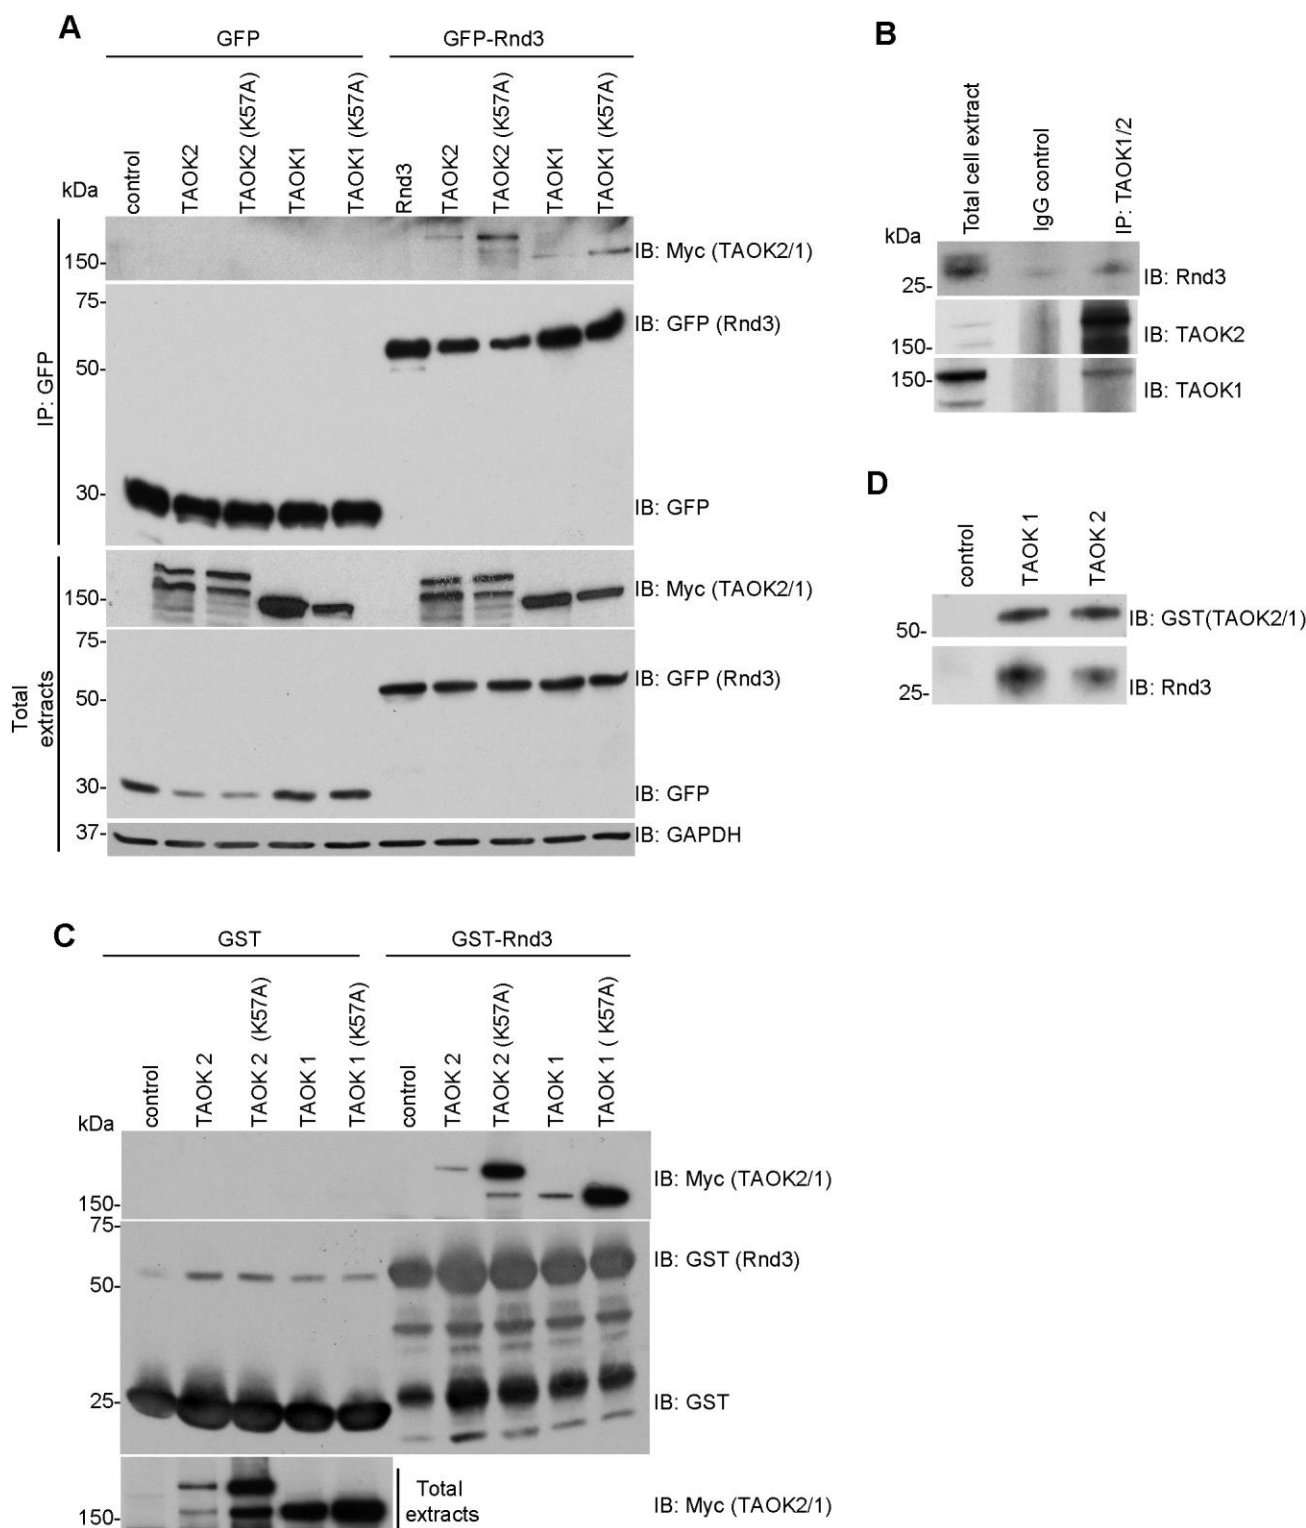 A
GFP
GFP-Rnd3
kDa
control
TAOK2
TAOK2 (K57A)
TAOK1
TAOK1 (K57A)
Rnd3
TAOK2
TAOK2 (K57A)
TAOK1
TAOK1 (K57A)
IP: GFP
150-
IB: Myc (TAOK2/1)
75-
IB: GFP (Rnd3)
50-
30-
IB: GFP
Total
extracts
150-
IB: Myc (TAOK2/1)
75-
IB: GFP (Rnd3)
50-
30-
IB: GFP
37-
IB: GAPDH
B
kDa
Total cell extract
IgG control
IP: TAOK1/2
25-
IB: Rnd3
150-
IB: TAOK2
150-
IB: TAOK1
D
control
TAOK 1
TAOK 2
50-
IB: GST(TAOK2/1)
25-
IB: Rnd3
C
GST
GST-Rnd3
kDa
control
TAOK 2
TAOK 2 (K57A)
TAOK 1
TAOK 1 (K57A)
control
TAOK 2
TAOK 2 (K57A)
TAOK 1
TAOK 1 ( K57A)
150-
IB: Myc (TAOK2/1)
75-
IB: GST (Rnd3)
50-
25-
IB: GST
150-
Total
extracts
IB: Myc (TAOK2/1)